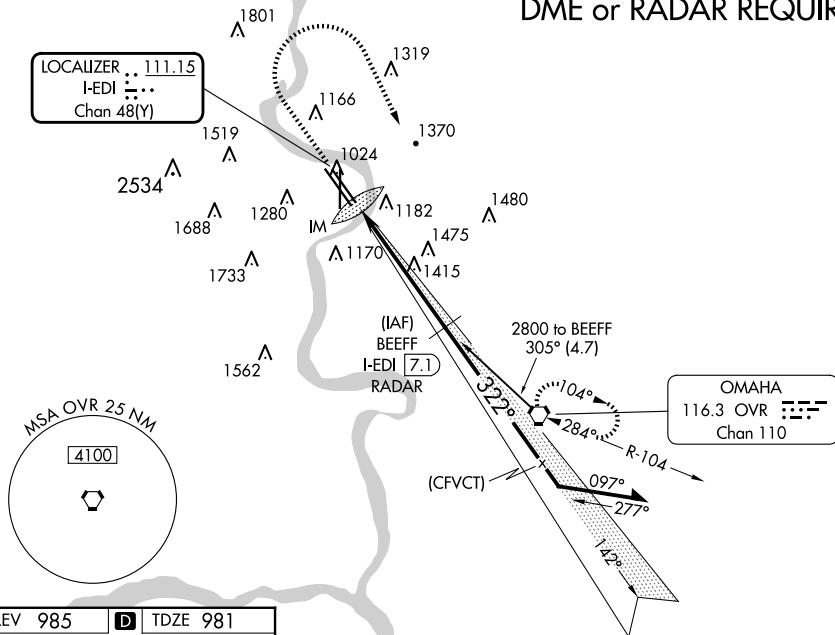 DME or RADAR REQUIR
1801
1319
LOCALIZER 111.15
I-EDI
Chan 48(Y)
1166
1370
1519
1024
2534
1280
1182
1480
1688
IM
1475
1170
1733
1415
(IAF)
BEEFF
I-EDI 7.1
RADAR
2800 to BEEFF
305° (4.7)
1562
322°
104°
OMAHA
116.3 OVR
Chan 110
284°
R-104
MSA OVR 25 NM
4100
(CFVCT)
097°
277°
142°
EV 985 D TDZE 981